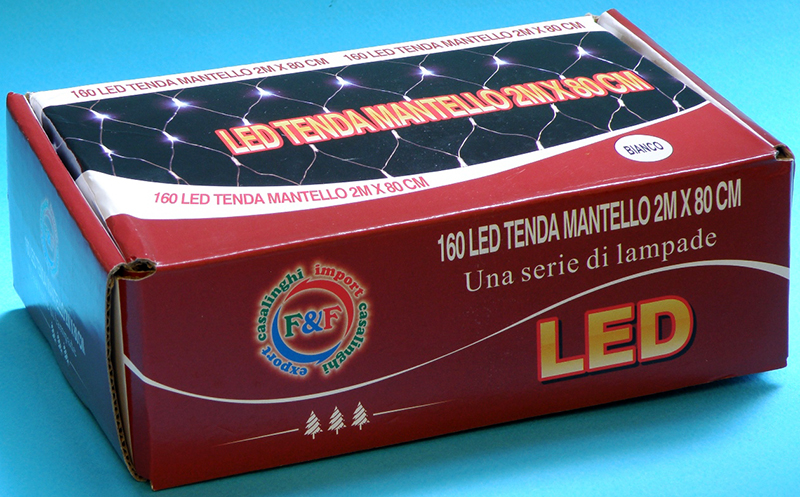 160 LED TENDA MANTELLO 2M X 80 CM
160 LED TENDA MANTELLO 2M X 80 CM
LED TENDA MANTELLO 2M X 80 CM
BIANCO
160 LED TENDA MANTELLO 2M X 80 CM
160 LED TENDA MANTELLO 2M X 80 CM
Una serie di lampade
LED
casalinghi import
F&F
export casalinghi